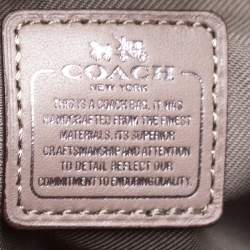 COACH
NEW YORK
THIS IS A COACH BAG. IT WAS
HANDCRAFTED FROM THE FINEST
MATERIALS. ITS SUPERIOR
CRAFTSMANSHIP AND ATTENTION
TO DETAIL REFLECT OUR
COMMITMENT TO ENDURING QUALITY.